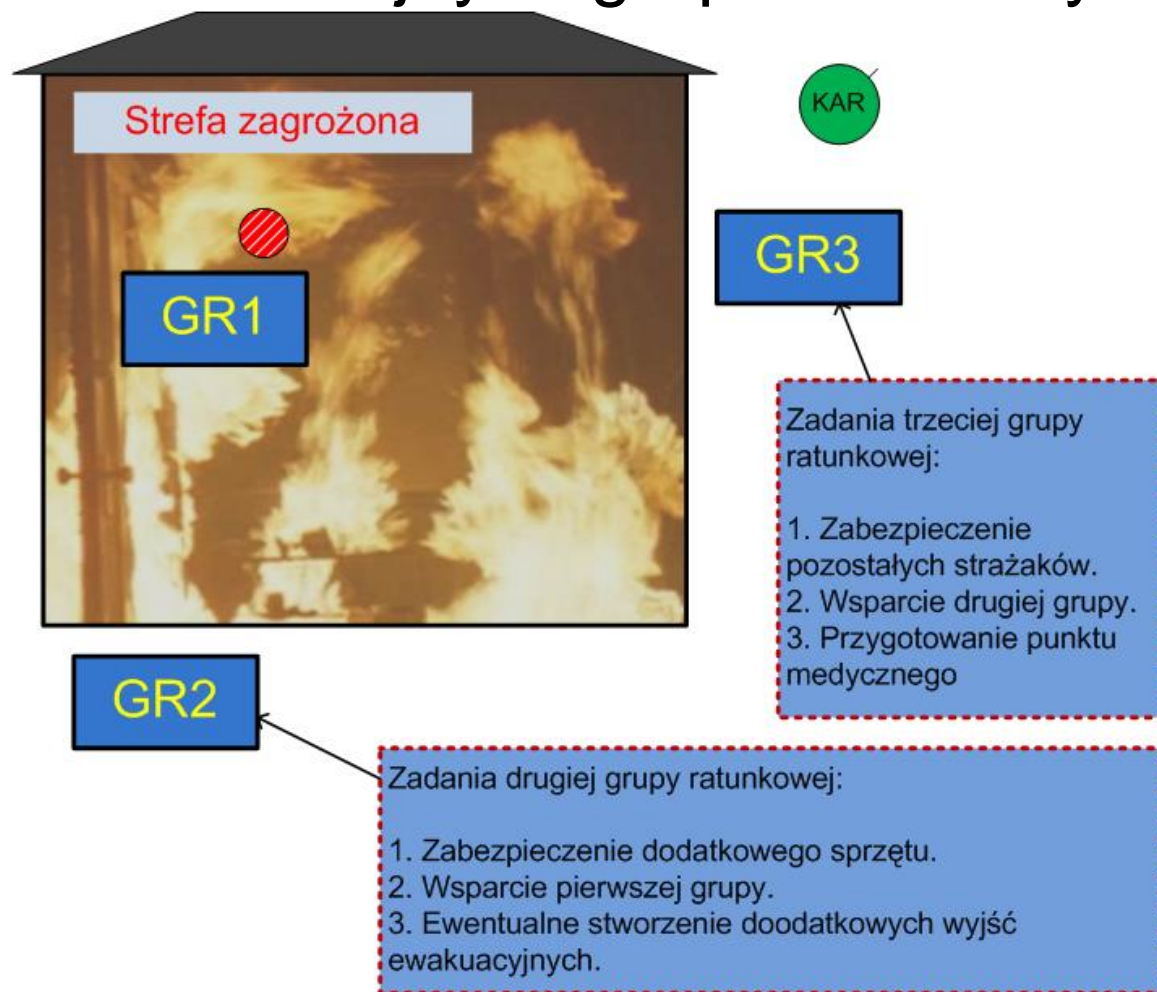 Strefa zagrożona
KAR
GR3
GR1
Zadania trzeciej grupy
ratunkowej:
1. Zabezpieczenie
pozostałych strażaków.
2. Wsparcie drugiej grupy.
3. Przygotowanie punktu
medycznego
GR2
Zadania drugiej grupy ratunkowej:
1. Zabezpieczenie dodatkowego sprzętu.
2. Wsparcie pierwszej grupy.
3. Ewentualne stworzenie doodatkowych wyjść
ewakuacyjnych.